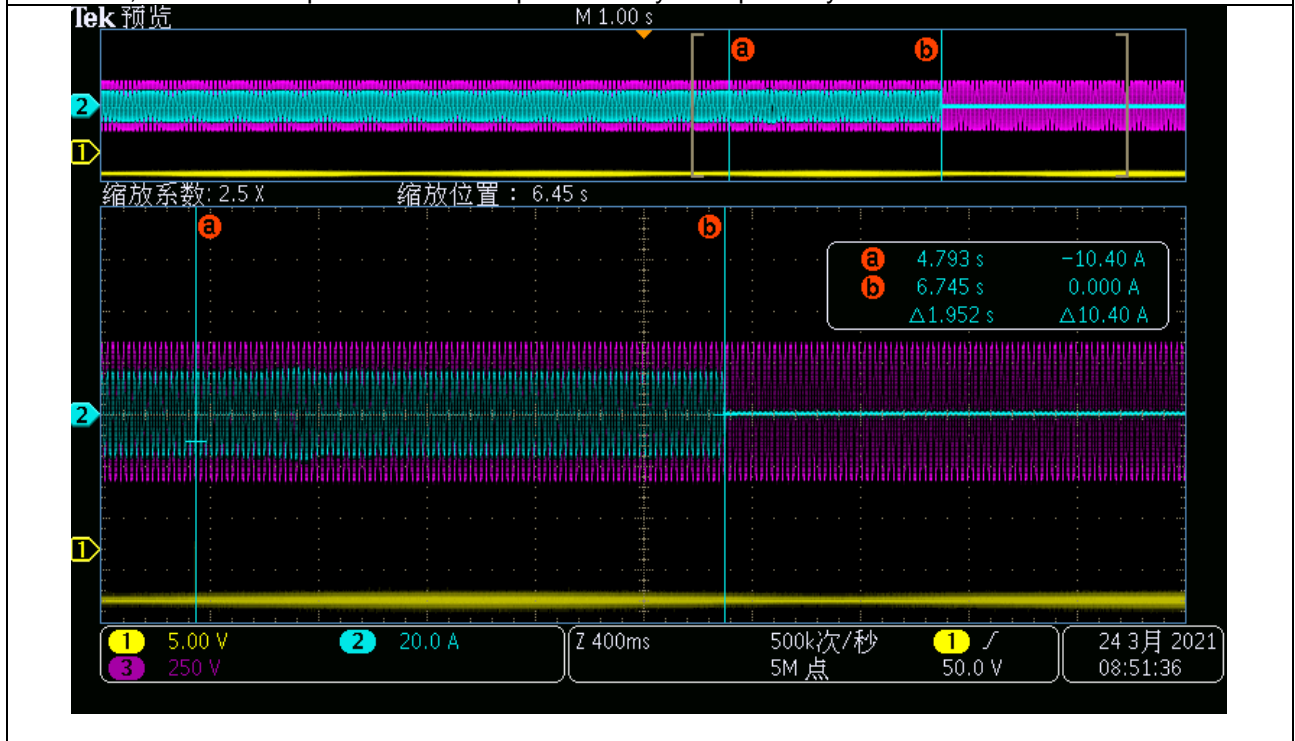 Tek 预览 M 1.00 s
a b
2
1
缩放系数: 2.5 X 缩放位置: 6.45 s
a b
a 4.793 s -10.40 A
b 6.745 s 0.000 A
△1.952 s △10.40 A
2
1
1 5.00 V 2 20.0 A Z 400ms 500k次/秒 1 24 3月 2021
3 250 V 5M 点 50.0 V 08:51:36